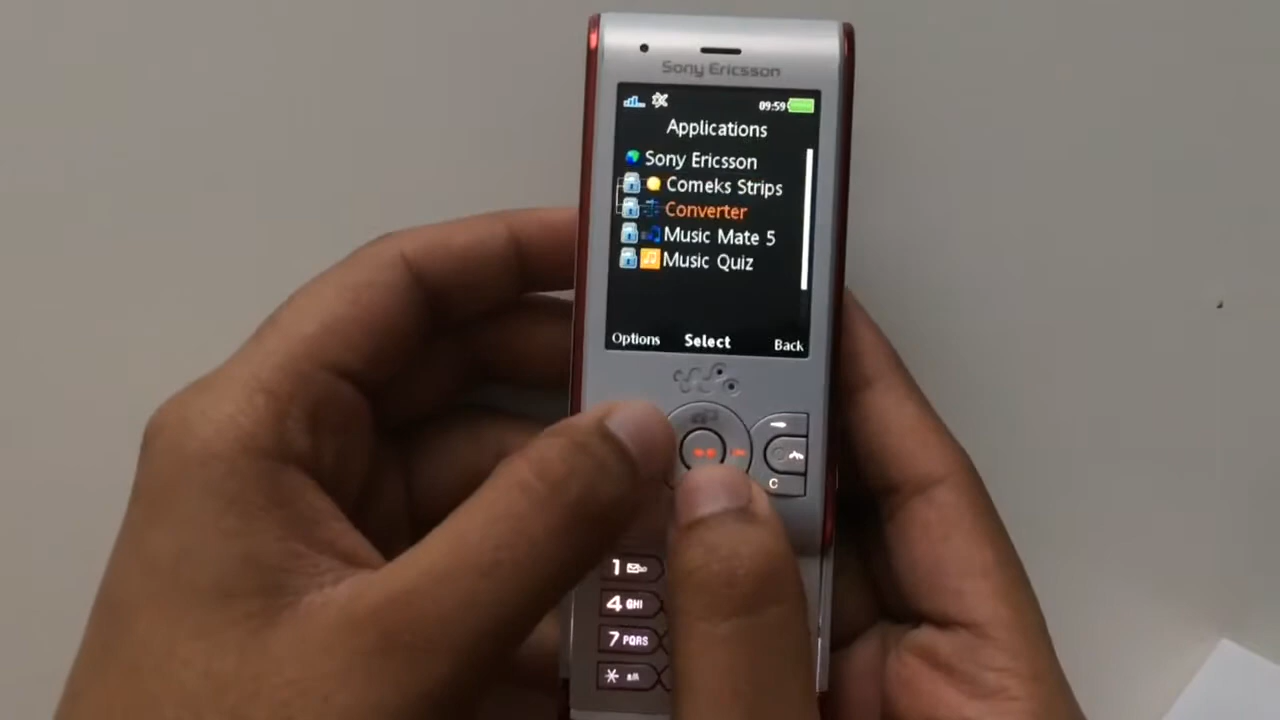 Sony Ericsson
09:59
Applications
Sony Ericsson
Comeks Strips
Converter
Music Mate 5
Music Quiz
Options Select Back
C
1
4 GHI
7 PQRS
* a/A